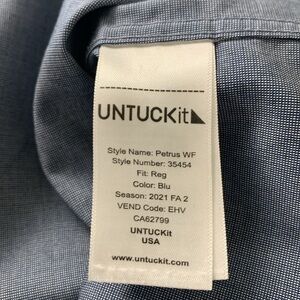 UNTUCKit
Style Name: Petrus WF
Style Number: 35454
Fit: Reg
Color: Blu
Season: 2021 FA 2
VEND Code: EHV
CA62799
UNTUCKit
USA
www.untuckit.com